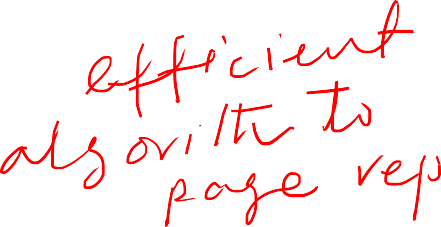 efficient
algorithm to
page rep